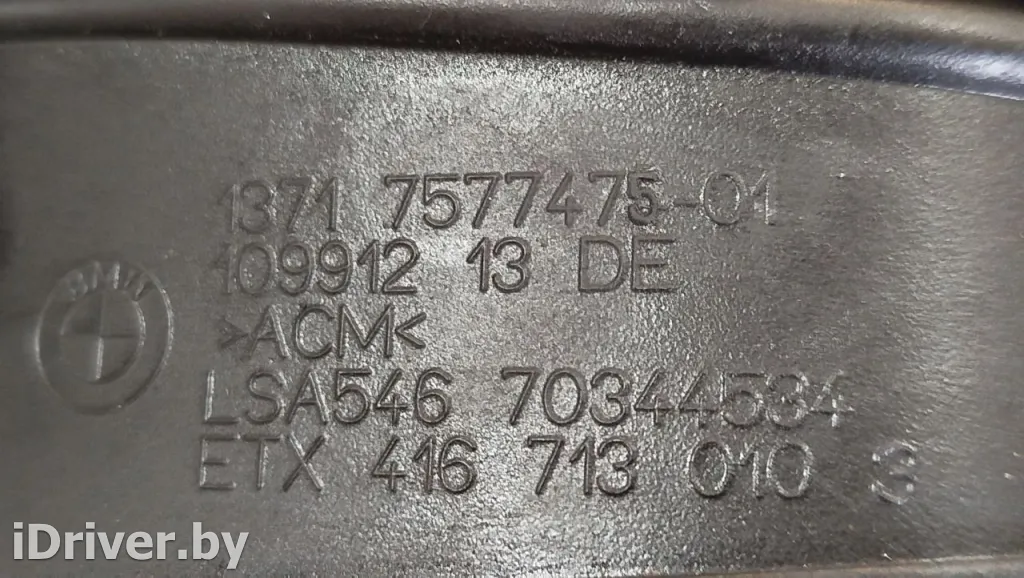 1371 7577475-01
109912 13 DE
>ACM<
BMW
LSA546 70344534
ETX 416 713 010 3
iDriver.by